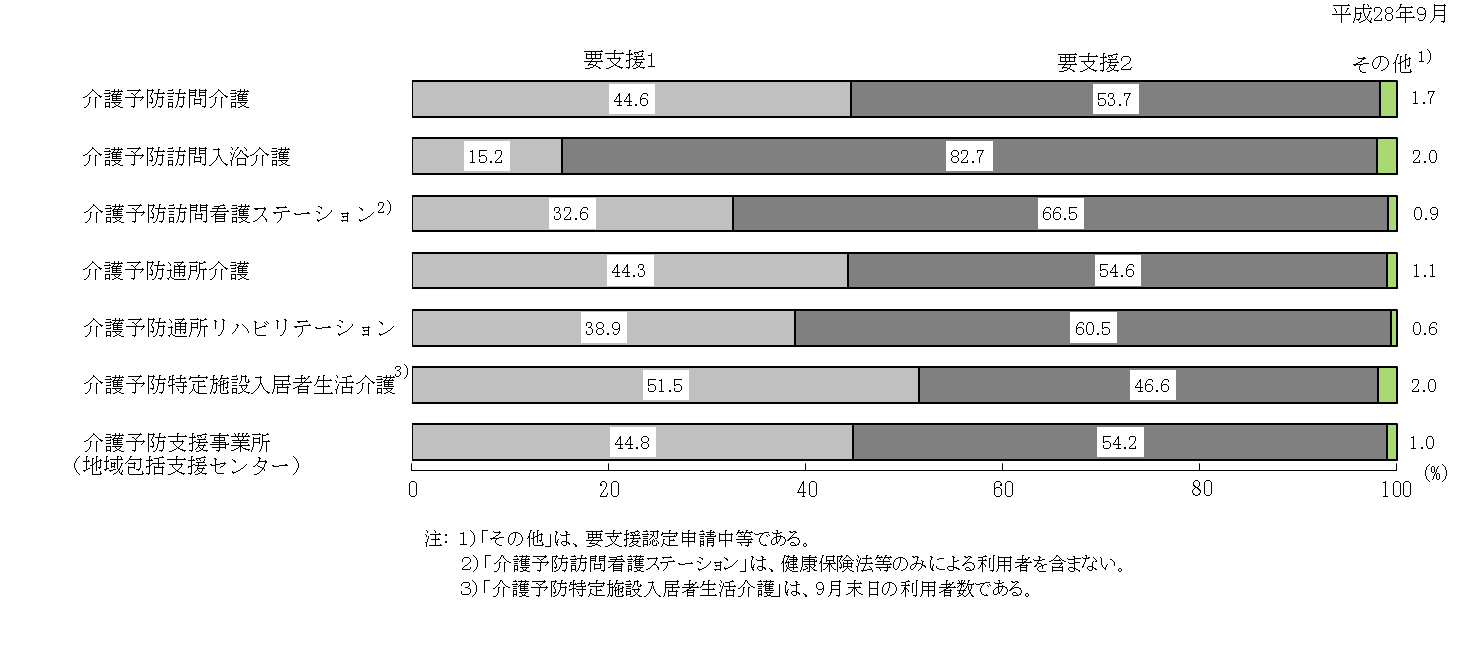 平成28年9月
要支援1
要支援2
その他 1)
介護予防訪問介護 44.6 53.7 1.7
介護予防訪問入浴介護 15.2 82.7 2.0
介護予防訪問看護ステーション2) 32.6 66.5 0.9
介護予防通所介護 44.3 54.6 1.1
介護予防通所リハビリテーション 38.9 60.5 0.6
介護予防特定施設入居者生活介護3) 51.5 46.6 2.0
介護予防支援事業所 44.8 54.2 1.0
(地域包括支援センター)
(%)
0 20 40 60 80 100
注: 1)「その他」は、要支援認定申請中等である。
2)「介護予防訪問看護ステーション」は、健康保険法等のみによる利用者を含まない。
3)「介護予防特定施設入居者生活介護」は、9月末日の利用者数である。